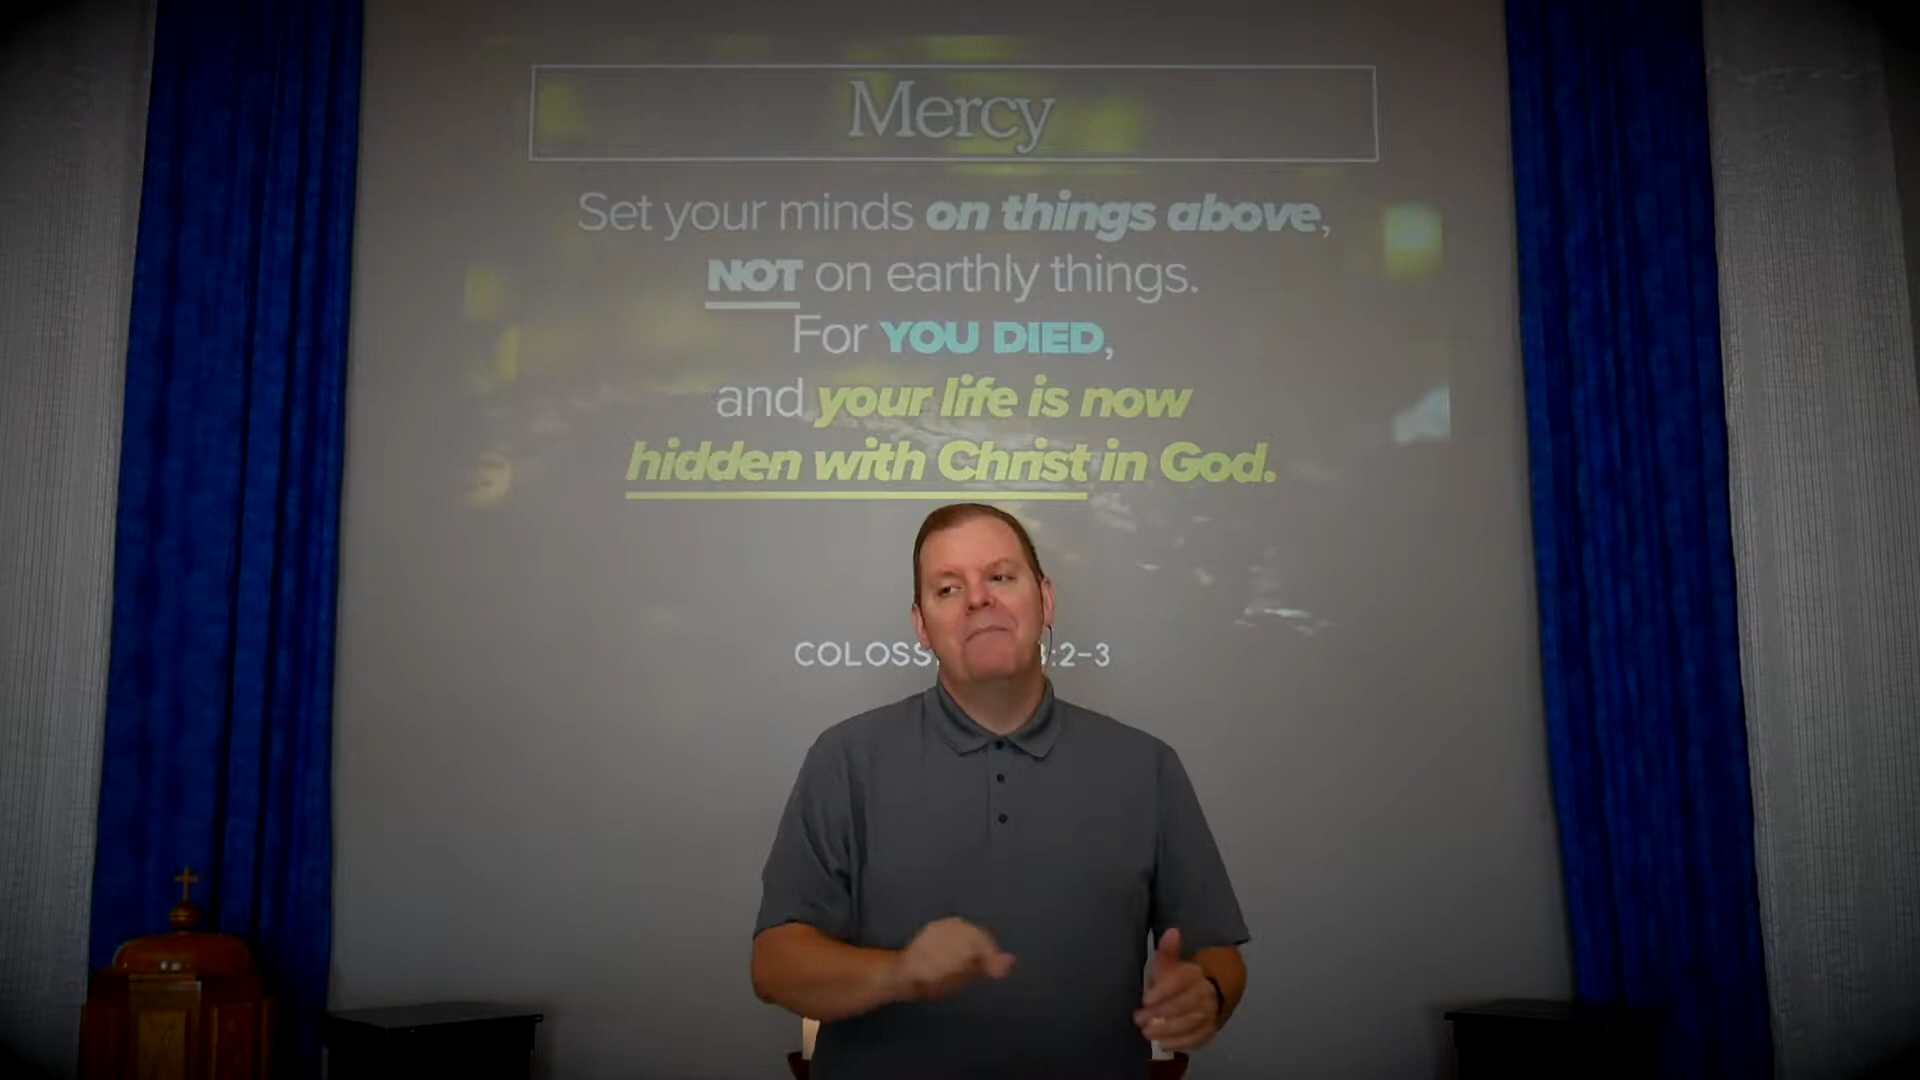 Mercy
Set your minds on things above,
NOT on earthly things.
For YOU DIED,
and your life is now
hidden with Christ in God.
:2-3